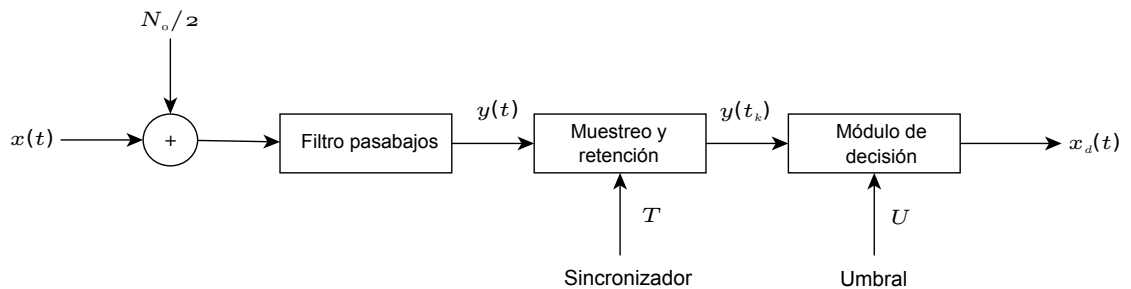 N₀/2
x(t)
+
Filtro pasabajos
y(t)
Muestreo y
retención
y(tₖ)
Módulo de
decisión
x_d(t)
T
U
Sincronizador
Umbral